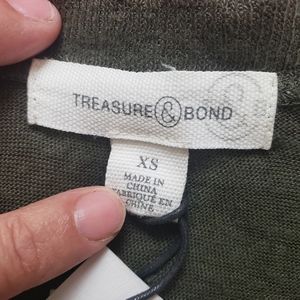 TREASURE & BOND
&
XS
MADE IN
CHINA
FABRIQUÉ EN
CHINE